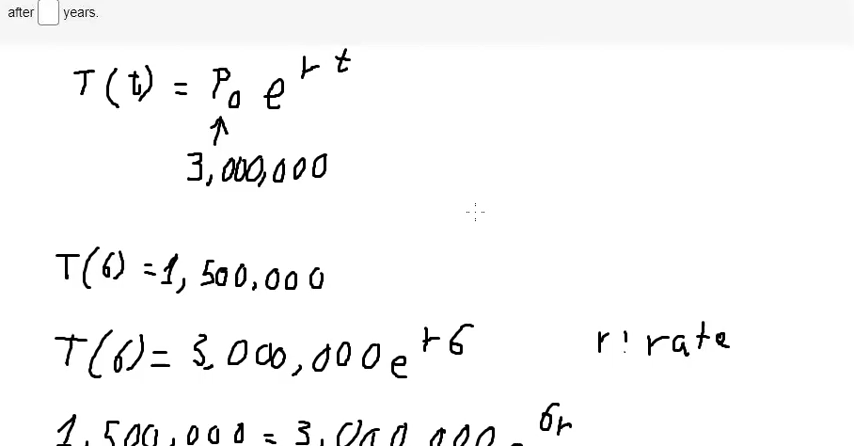 after years.
T(t) = P₀ e^{rt}
↑
3,000,000
T(6) = 1,500,000
T(6) = 3,000,000 e^{r6} r: rate
1,500,000 = 3,000,000 e^{6r}